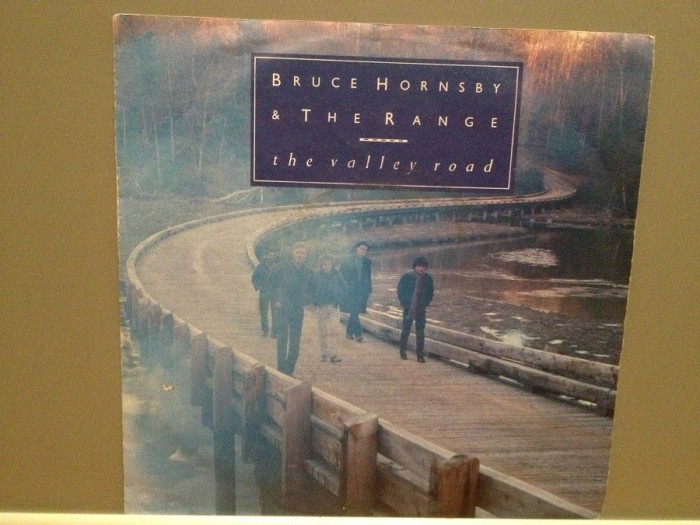 BRUCE HORNSBY
& THE RANGE
the valley road